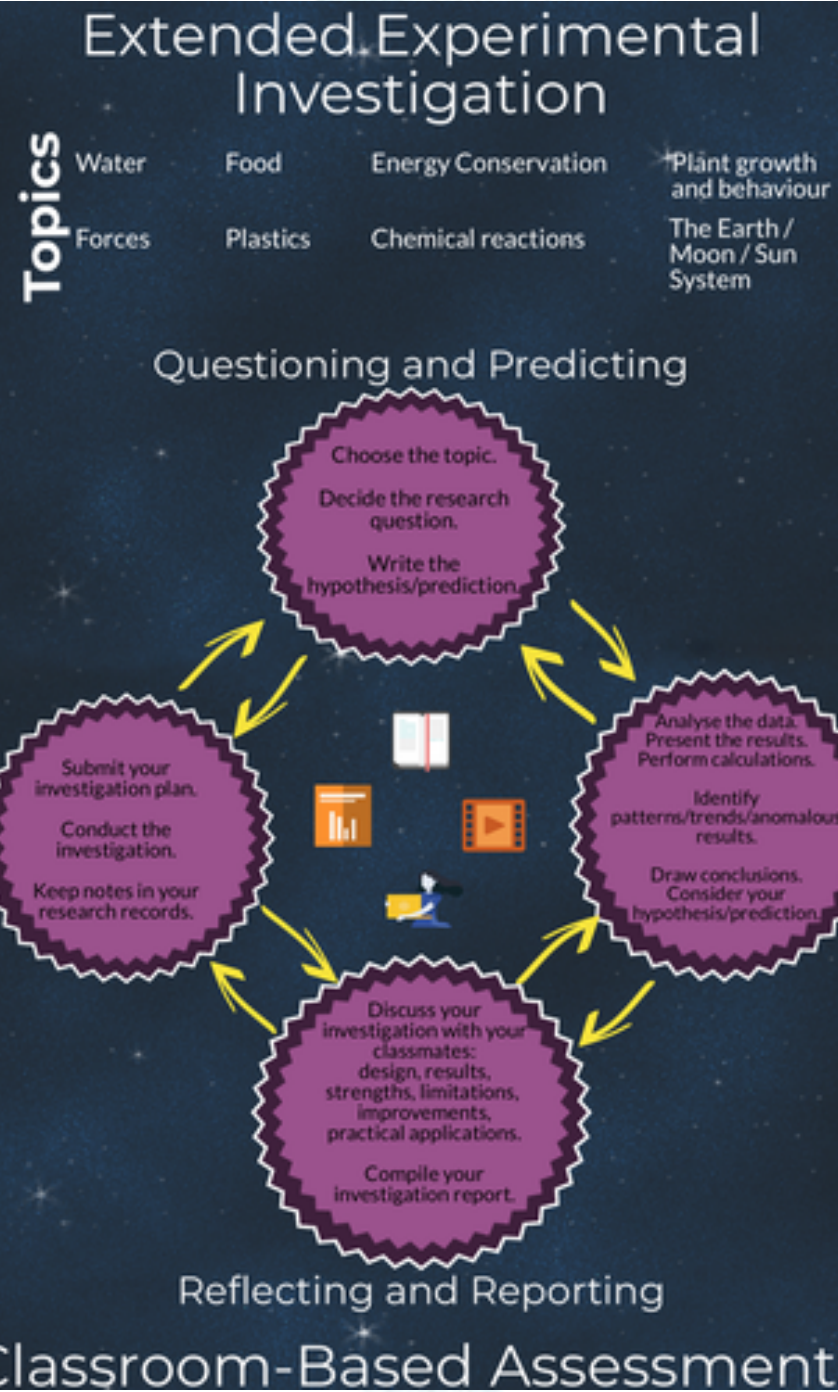 Extended Experimental
Investigation
Topics
Water
Food
Energy Conservation
Plant growth
and behaviour
Forces
Plastics
Chemical reactions
The Earth /
Moon / Sun
System
Questioning and Predicting
Choose the topic.
Decide the research
question.
Write the
hypothesis/prediction.
Submit your
investigation plan.
Conduct the
investigation.
Keep notes in your
research records.
Analyse the data.
Present the results.
Perform calculations.
Identify
patterns/trends/anomalous
results.
Draw conclusions.
Consider your
hypothesis/prediction.
Discuss your
investigation with your
classmates:
design, results,
strengths, limitations,
improvements,
practical applications.
Compile your
investigation report.
Reflecting and Reporting
Classroom-Based Assessment